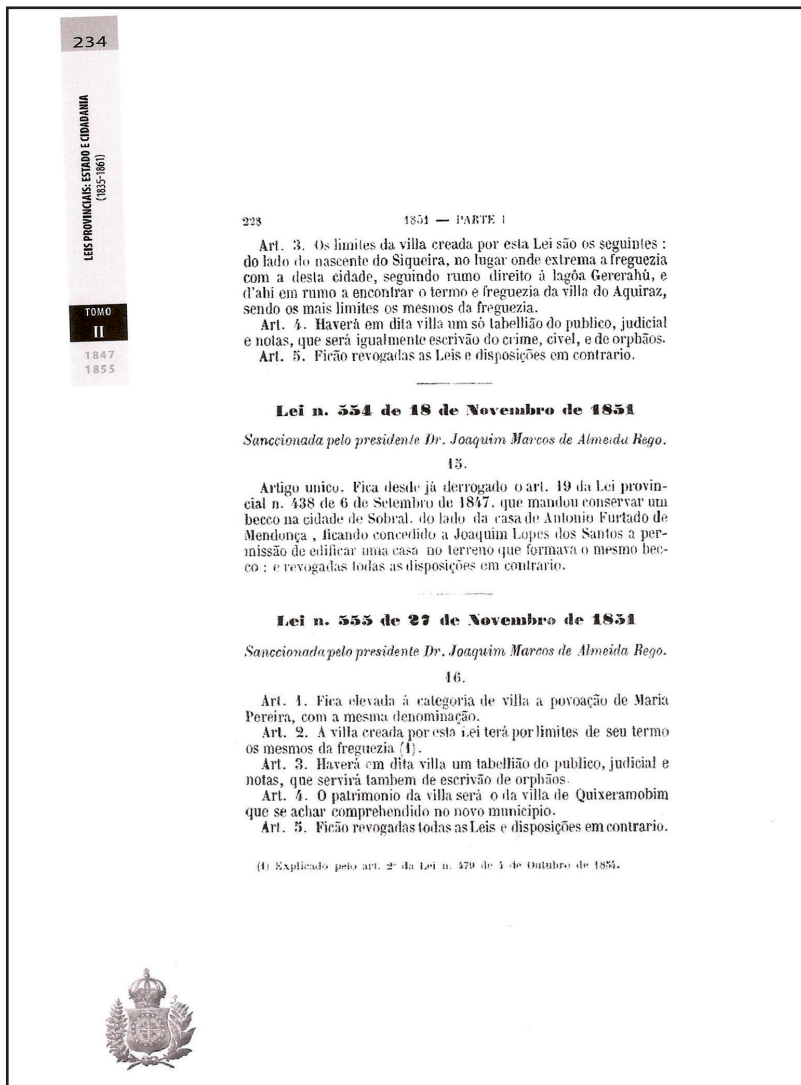 234
LEIS PROVINCIAIS: ESTADO E CIDADANIA
(1835-1861)
TOMO
II
1847
1855
228 1851 — PARTE I
Art. 3. Os limites da villa creada por esta Lei são os seguintes :
do lado do nascente do Siqueira, no lugar onde extrema a freguezia
com a desta cidade, seguindo rumo direito á lagôa Gererahú, e
d'ahi em rumo a encontrar o termo e freguezia da villa do Aquiraz,
sendo os mais limites os mesmos da freguezia.
Art. 4. Haverá em dita villa um só tabellião do publico, judicial
e notas, que será igualmente escrivão do crime, civel, e de orphãos.
Art. 5. Ficão revogadas as Leis e disposições em contrario.
Lei n. 554 de 18 de Novembro de 1851
Sanccionada pelo presidente Dr. Joaquim Marcos de Almeida Rego.
15.
Artigo unico. Fica desde já derrogado o art. 19 da Lei provin-
cial n. 438 de 6 de Setembro de 1847, que mandou conservar um
becco na cidade de Sobral, do lado da casa de Antonio Furtado de
Mendonça , ficando concedido a Joaquim Lopes dos Santos a per-
missão de edificar uma casa no terreno que formava o mesmo bec-
co : e revogadas todas as disposições em contrario.
Lei n. 555 de 27 de Novembro de 1851
Sanccionada pelo presidente Dr. Joaquim Marcos de Almeida Rego.
16.
Art. 1. Fica elevada á categoria de villa a povoação de Maria
Pereira, com a mesma denominação.
Art. 2. A villa creada por esta Lei terá por limites de seu termo
os mesmos da freguezia (1).
Art. 3. Haverá em dita villa um tabellião do publico, judicial e
notas, que servirá tambem de escrivão de orphãos.
Art. 4. O patrimonio da villa será o da villa de Quixeramobim
que se achar comprehendido no novo municipio.
Art. 5. Ficão revogadas todas as Leis e disposições em contrario.
(1) Explicado pelo art. 2º da Lei n. 479 de 4 de Outubro de 1854.